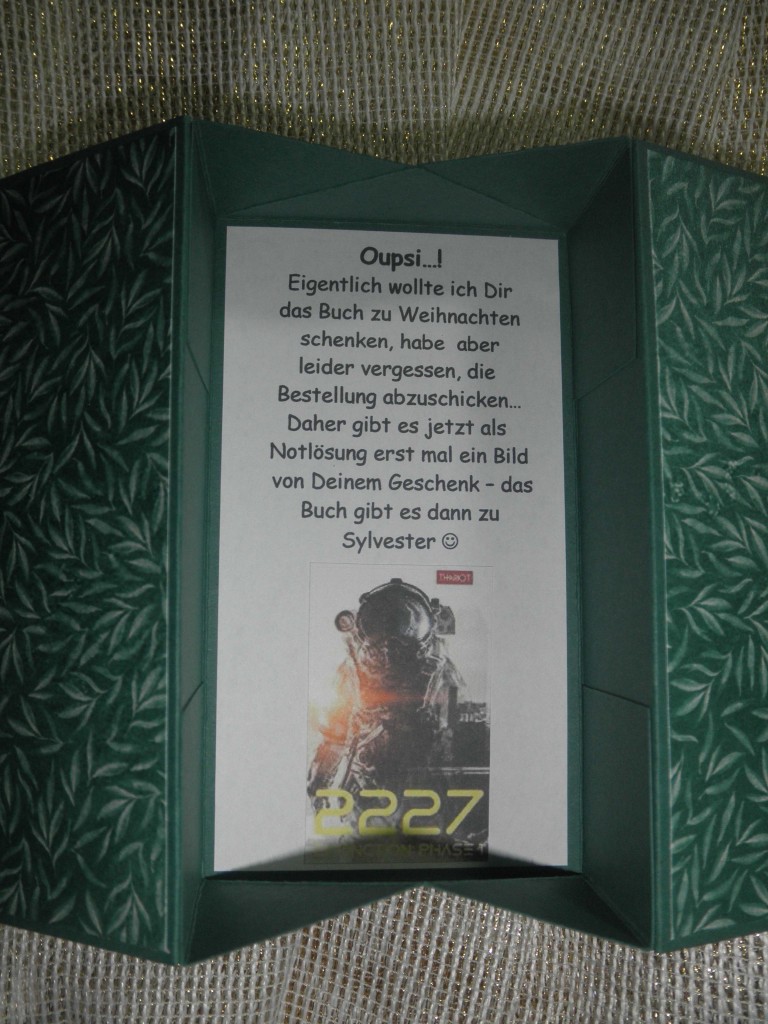 Oupsi...!
Eigentlich wollte ich Dir
das Buch zu Weihnachten
schenken, habe aber
leider vergessen, die
Bestellung abzuschicken...
Daher gibt es jetzt als
Notlösung erst mal ein Bild
von Deinem Geschenk – das
Buch gibt es dann zu
Sylvester ☺
THARIOT
2227
PHASE